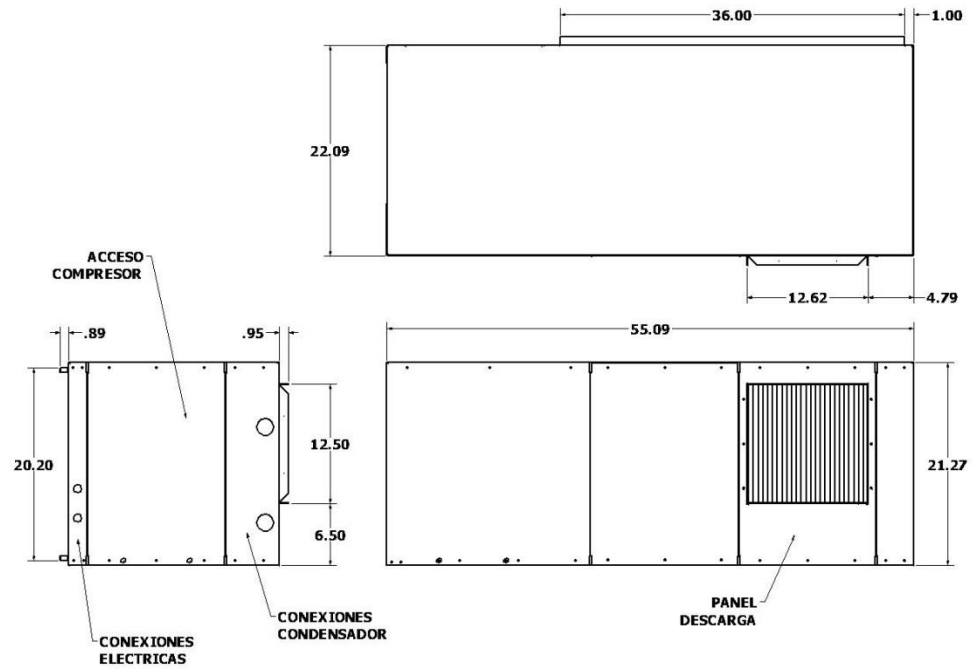 36.00
1.00
22.09
ACCESO
COMPRESOR
12.62
4.79
.89
.95
55.09
20.20
12.50
21.27
6.50
PANEL
DESCARGA
CONEXIONES
CONDENSADOR
CONEXIONES
ELECTRICAS